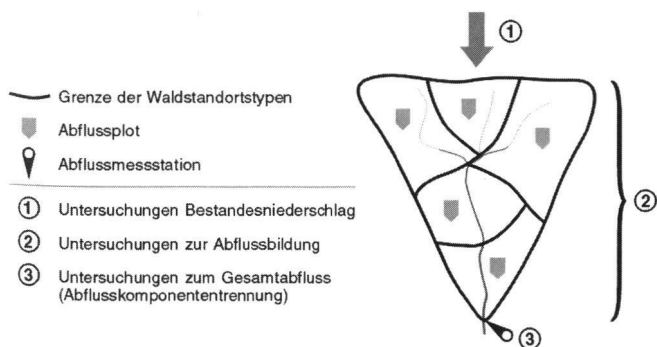 Grenze der Waldstandortstypen
Abflussplot
Abflussmessstation
① Untersuchungen Bestandesniederschlag
② Untersuchungen zur Abflussbildung
③ Untersuchungen zum Gesamtabfluss
(Abflusskomponententrennung)
①
②
③